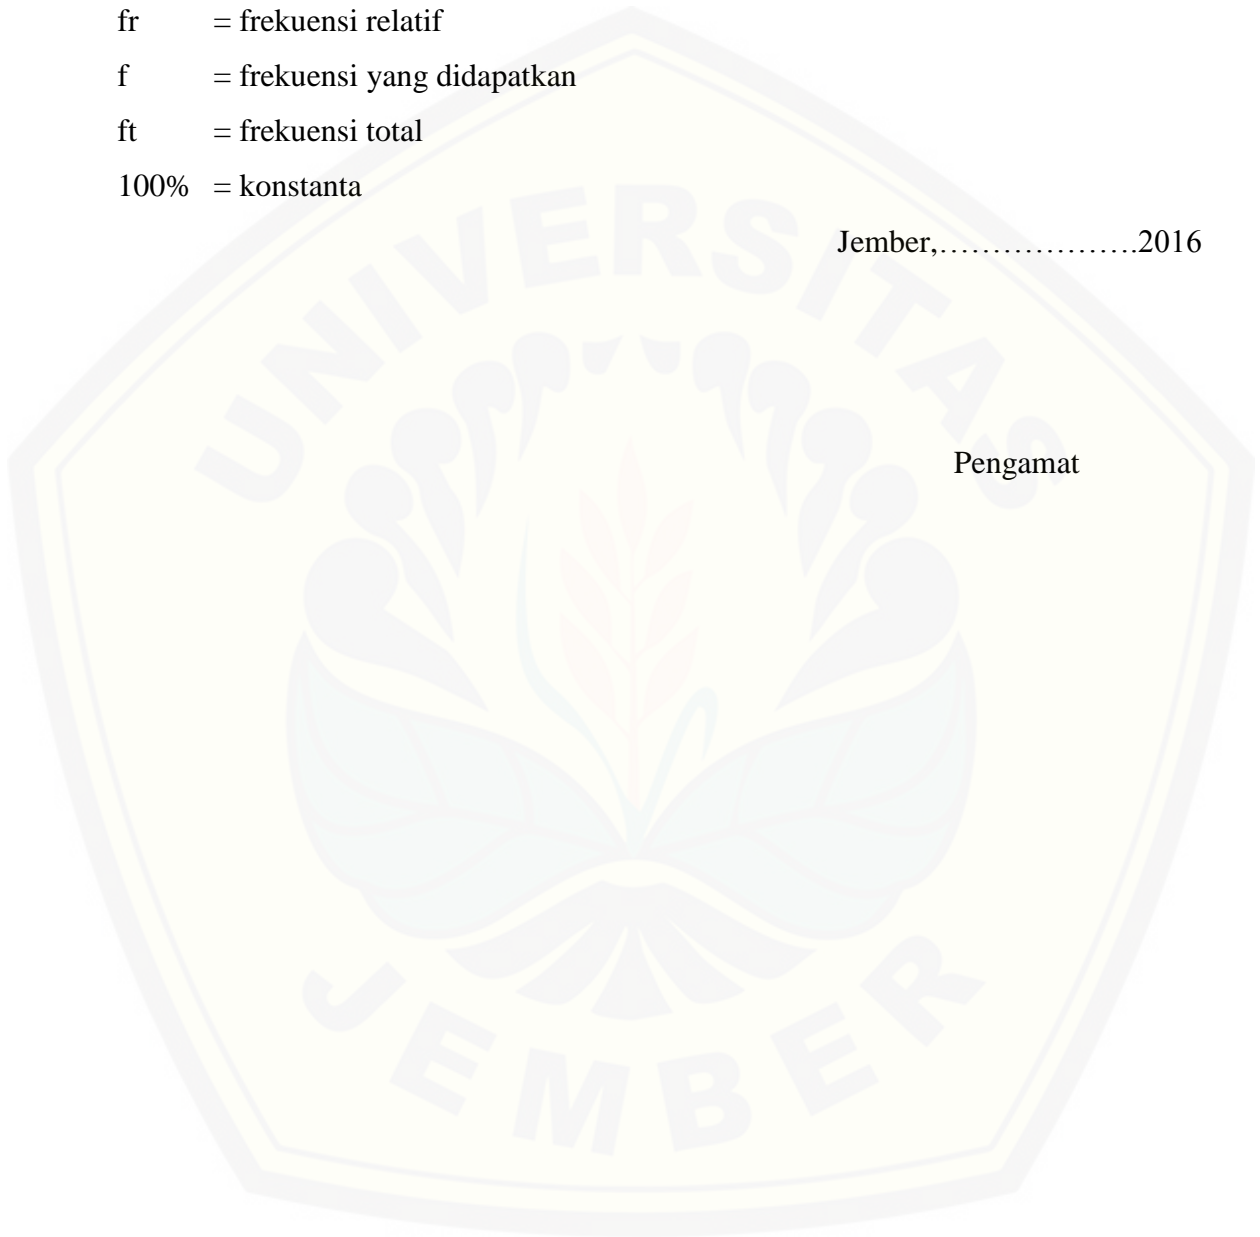 fr = frekuensi relatif
f = frekuensi yang didapatkan
ft = frekuensi total
100% = konstanta
Jember,……………….2016
Pengamat
UNIVERSITAS
JEMBER